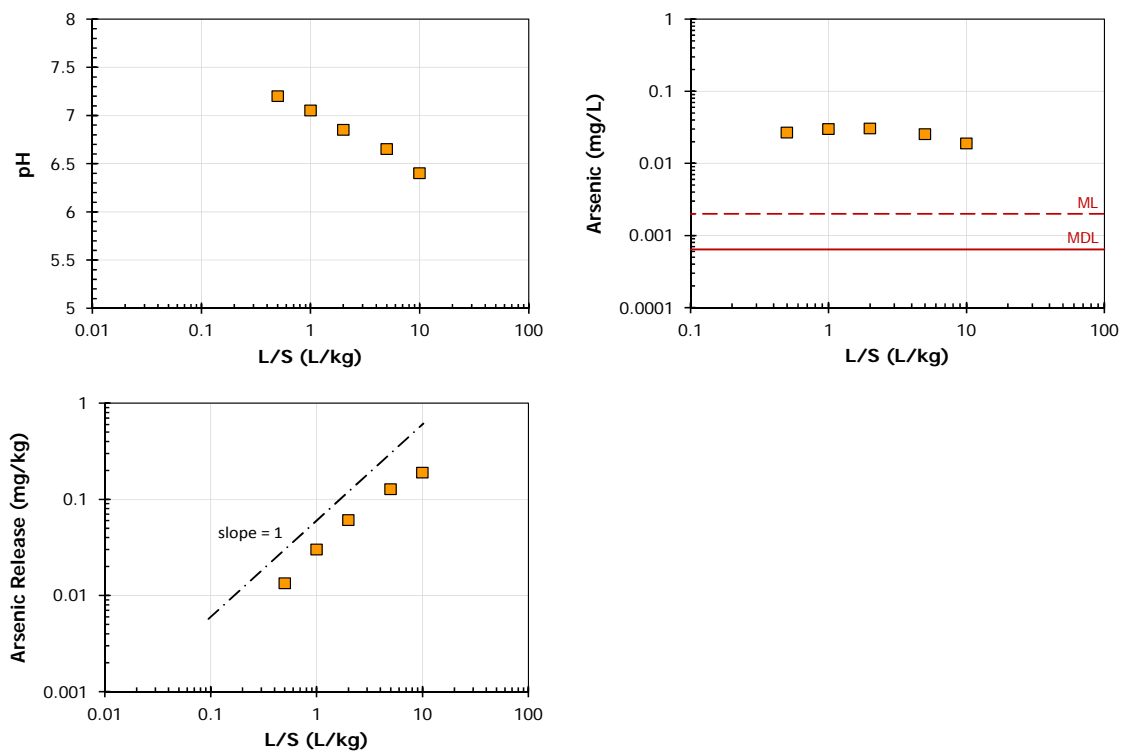 8
7.5
7
6.5
6
5.5
5
pH
0.01 0.1 1 10 100
L/S (L/kg)
1
0.1
0.01
0.001
0.0001
Arsenic (mg/L)
ML
MDL
0.1 1 10 100
L/S (L/kg)
1
0.1
0.01
0.001
Arsenic Release (mg/kg)
slope = 1
0.01 0.1 1 10 100
L/S (L/kg)